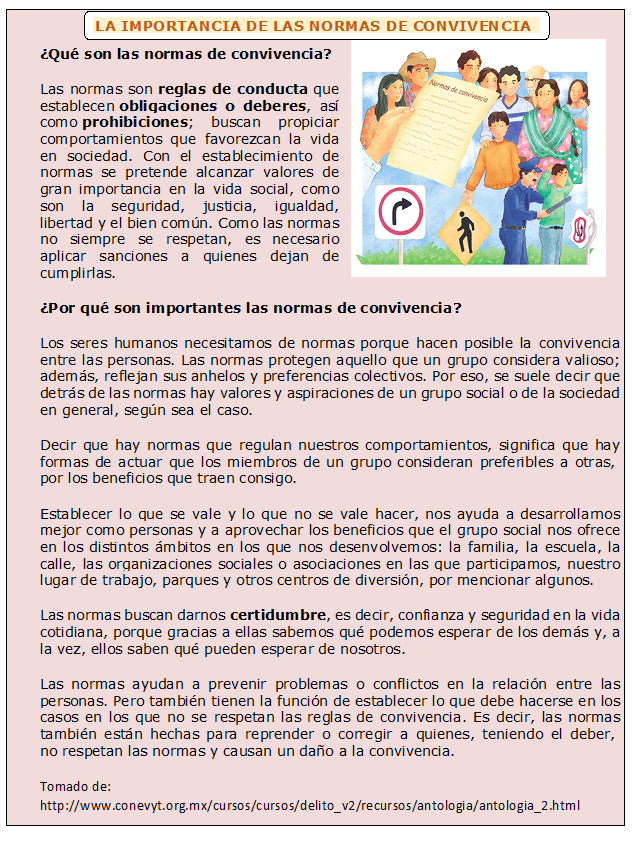 LA IMPORTANCIA DE LAS NORMAS DE CONVIVENCIA
¿Qué son las normas de convivencia?
Las normas son reglas de conducta que
establecen obligaciones o deberes, así
como prohibiciones; buscan propiciar
comportamientos que favorezcan la vida
en sociedad. Con el establecimiento de
normas se pretende alcanzar valores de
gran importancia en la vida social, como
son la seguridad, justicia, igualdad,
libertad y el bien común. Como las normas
no siempre se respetan, es necesario
aplicar sanciones a quienes dejan de
cumplirlas.
Normas de convivencia
¿Por qué son importantes las normas de convivencia?
Los seres humanos necesitamos de normas porque hacen posible la convivencia
entre las personas. Las normas protegen aquello que un grupo considera valioso;
además, reflejan sus anhelos y preferencias colectivos. Por eso, se suele decir que
detrás de las normas hay valores y aspiraciones de un grupo social o de la sociedad
en general, según sea el caso.
Decir que hay normas que regulan nuestros comportamientos, significa que hay
formas de actuar que los miembros de un grupo consideran preferibles a otras,
por los beneficios que traen consigo.
Establecer lo que se vale y lo que no se vale hacer, nos ayuda a desarrollarnos
mejor como personas y a aprovechar los beneficios que el grupo social nos ofrece
en los distintos ámbitos en los que nos desenvolvemos: la familia, la escuela, la
calle, las organizaciones sociales o asociaciones en las que participamos, nuestro
lugar de trabajo, parques y otros centros de diversión, por mencionar algunos.
Las normas buscan darnos certidumbre, es decir, confianza y seguridad en la vida
cotidiana, porque gracias a ellas sabemos qué podemos esperar de los demás y, a
la vez, ellos saben qué pueden esperar de nosotros.
Las normas ayudan a prevenir problemas o conflictos en la relación entre las
personas. Pero también tienen la función de establecer lo que debe hacerse en los
casos en los que no se respetan las reglas de convivencia. Es decir, las normas
también están hechas para reprender o corregir a quienes, teniendo el deber,
no respetan las normas y causan un daño a la convivencia.
Tomado de:
http://www.conevyt.org.mx/cursos/cursos/delito_v2/recursos/antologia/antologia_2.html